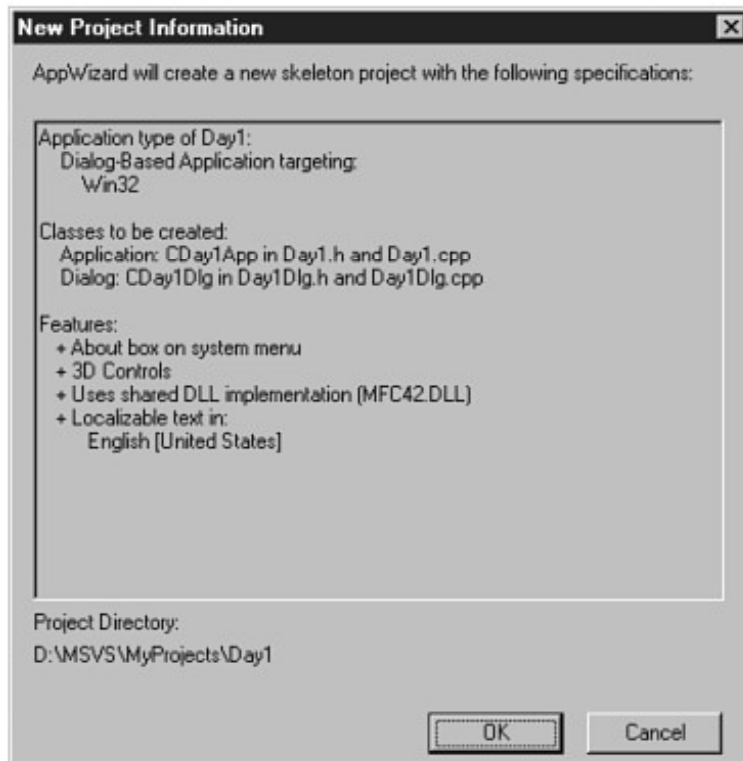 New Project Information
AppWizard will create a new skeleton project with the following specifications:
Application type of Day1:
Dialog-Based Application targeting:
Win32
Classes to be created:
Application: CDay1App in Day1.h and Day1.cpp
Dialog: CDay1Dlg in Day1Dlg.h and Day1Dlg.cpp
Features:
+ About box on system menu
+ 3D Controls
+ Uses shared DLL implementation (MFC42.DLL)
+ Localizable text in:
English [United States]
Project Directory:
D:\MSVS\MyProjects\Day1
OK
Cancel